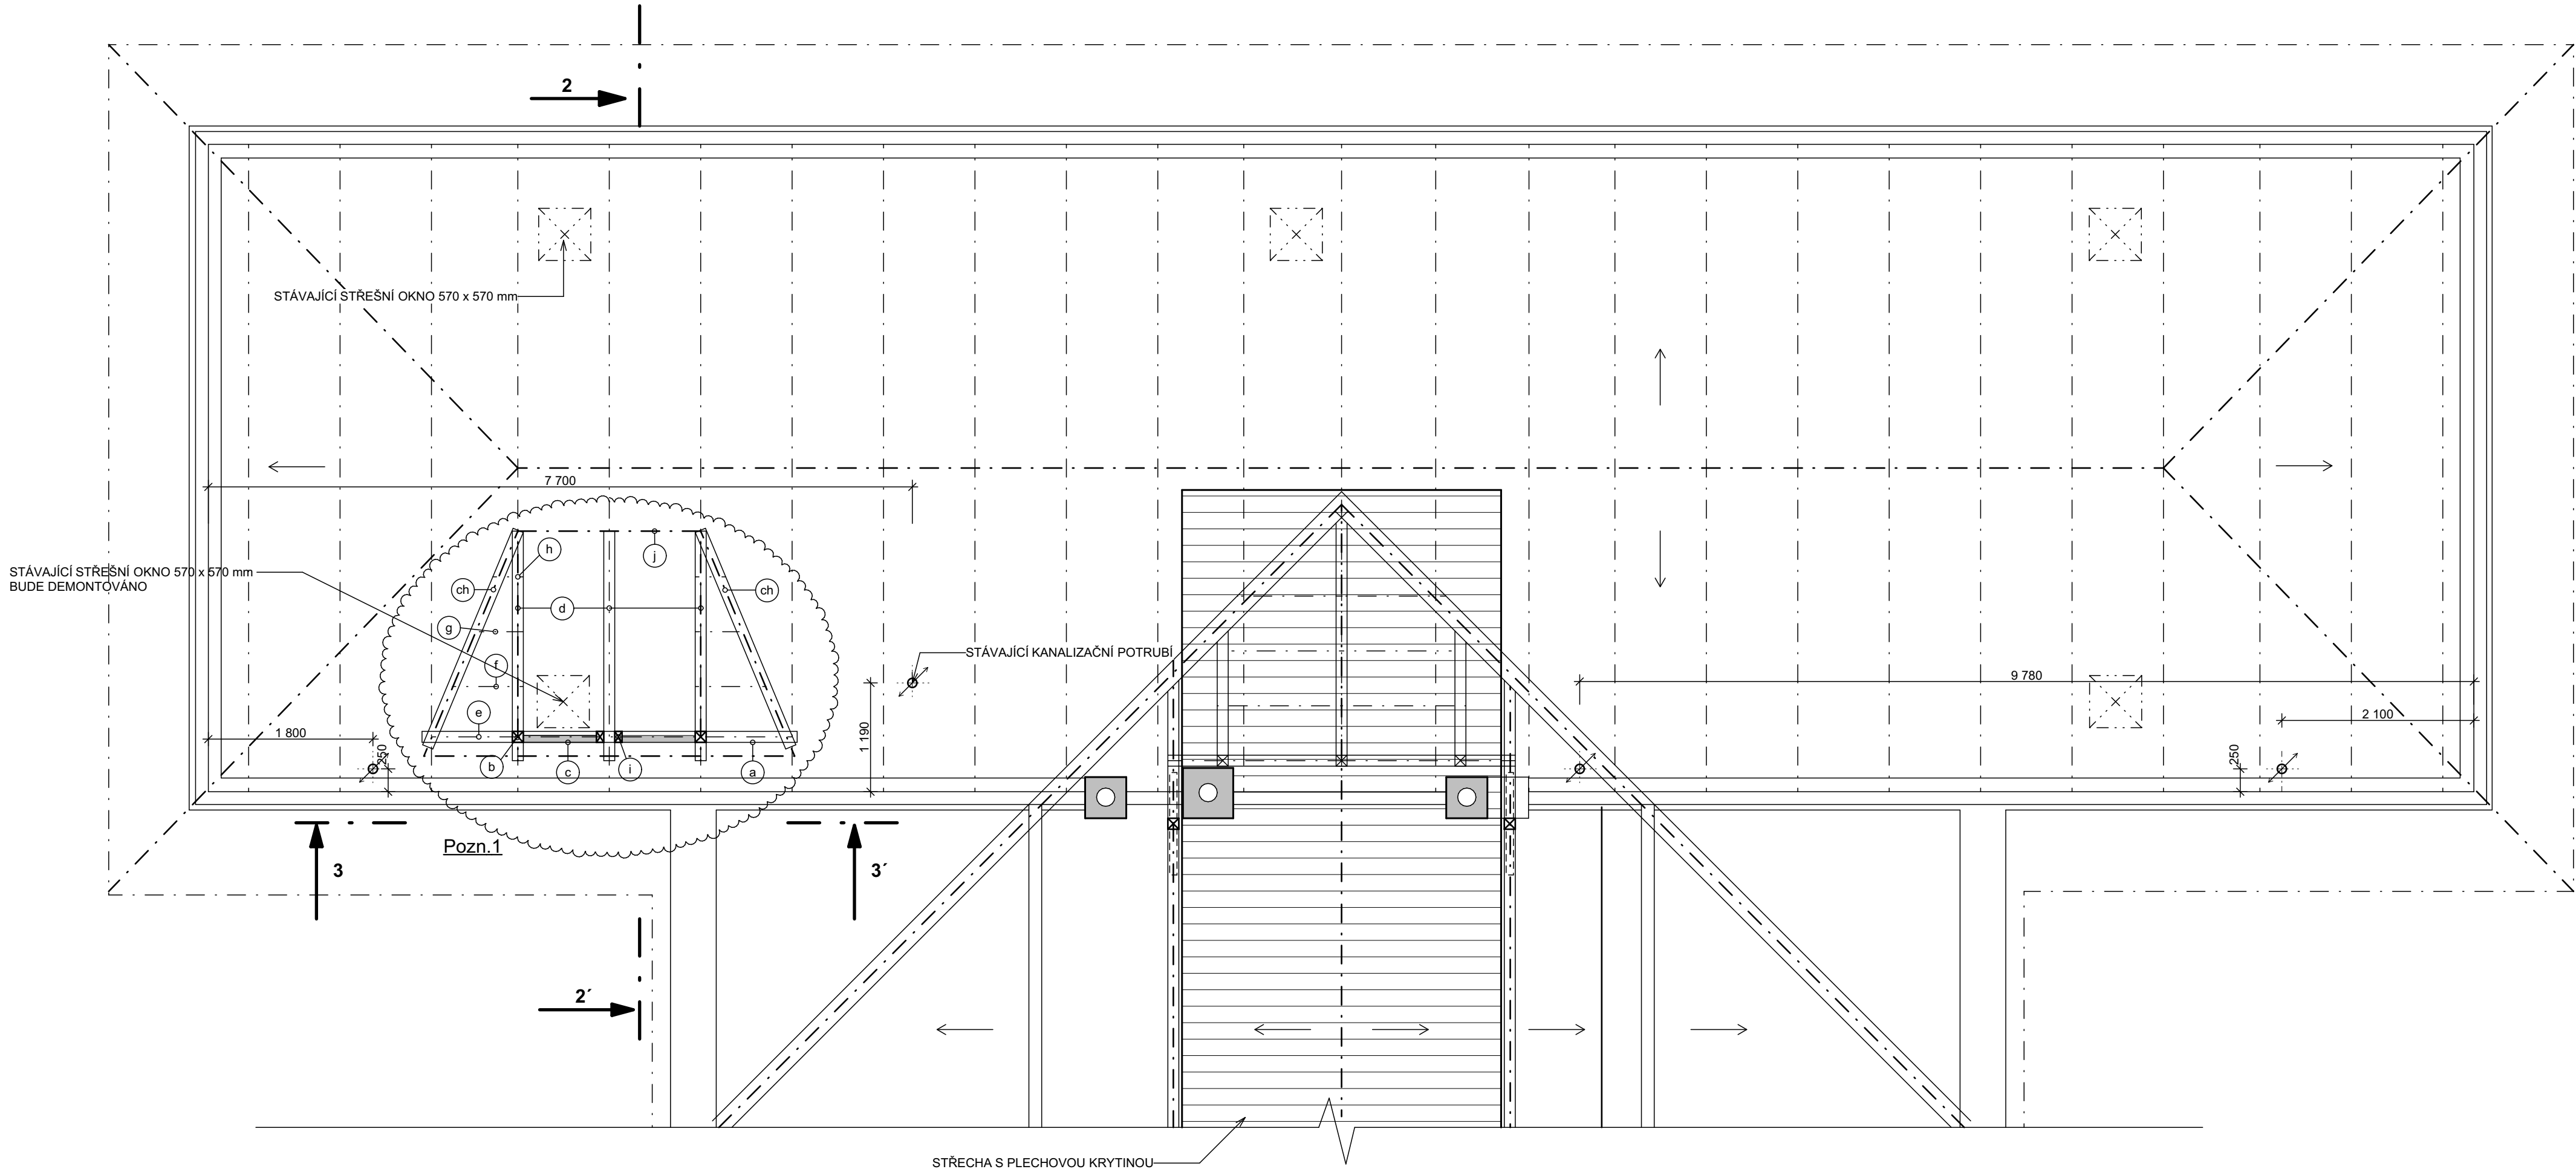 2
STÁVAJÍCÍ STŘEŠNÍ OKNO 570 x 570 mm
7 700
h
j
STÁVAJÍCÍ STŘEŠNÍ OKNO 570 x 570 mm
BUDE DEMONTOVÁNO
ch
ch
d
g
STÁVAJÍCÍ KANALIZAČNÍ POTRUBÍ
f
9 780
e
2 100
1 800
1 190
250
250
b
c
i
a
Pozn.1
3
3´
2´
STŘECHA S PLECHOVOU KRYTINOU